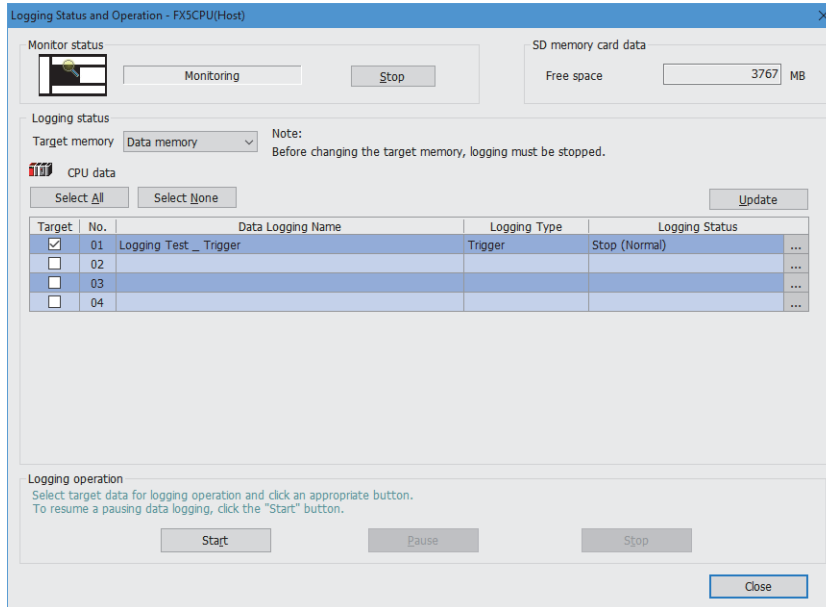 Logging Status and Operation - FX5CPU(Host)
Monitor status
Monitoring
Stop
SD memory card data
Free space 3767 MB
Logging status
Target memory Data memory
Note:
Before changing the target memory, logging must be stopped.
CPU data
Select All Select None Update
Target No. Data Logging Name Logging Type Logging Status
01 Logging Test _ Trigger Trigger Stop (Normal) ...
02 ...
03 ...
04 ...
Logging operation
Select target data for logging operation and click an appropriate button.
To resume a pausing data logging, click the "Start" button.
Start Pause Stop
Close